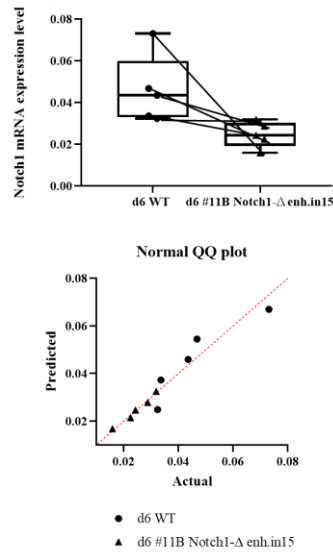 Notch1 mRNA expression level
0.08
0.06
0.04
0.02
0.00
d6 WT d6 #11B Notch1-Δ enh.in15
Normal QQ plot
Predicted
0.08
0.06
0.04
0.02
0.02 0.04 0.06 0.08
Actual
d6 WT
d6 #11B Notch1-Δ enh.in15